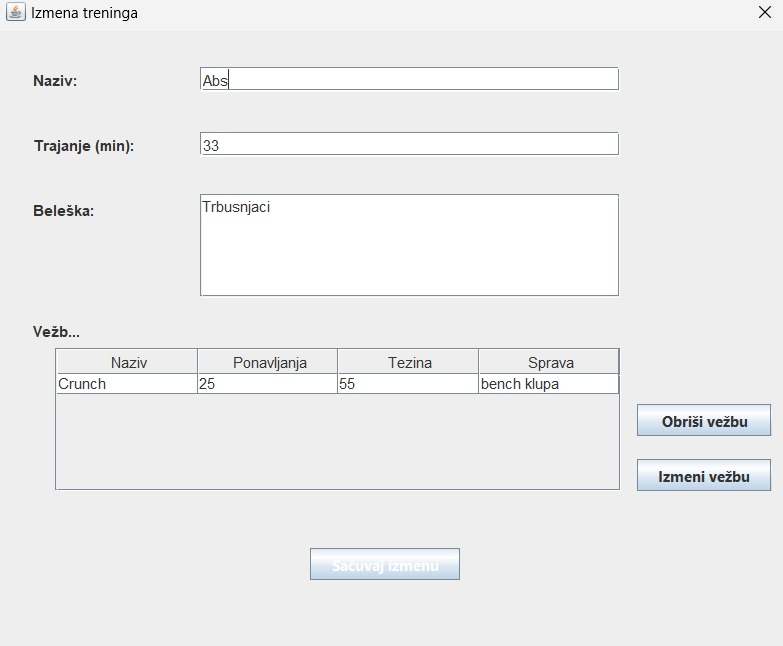 Izmena treninga
Naziv:
Abs
Trajanje (min):
33
Beleška:
Trbusnjaci
Vežb...
Naziv Ponavljanja Tezina Sprava
Crunch 25 55 bench klupa
Obriši vežbu
Izmeni vežbu
Sacuvaj izmenu